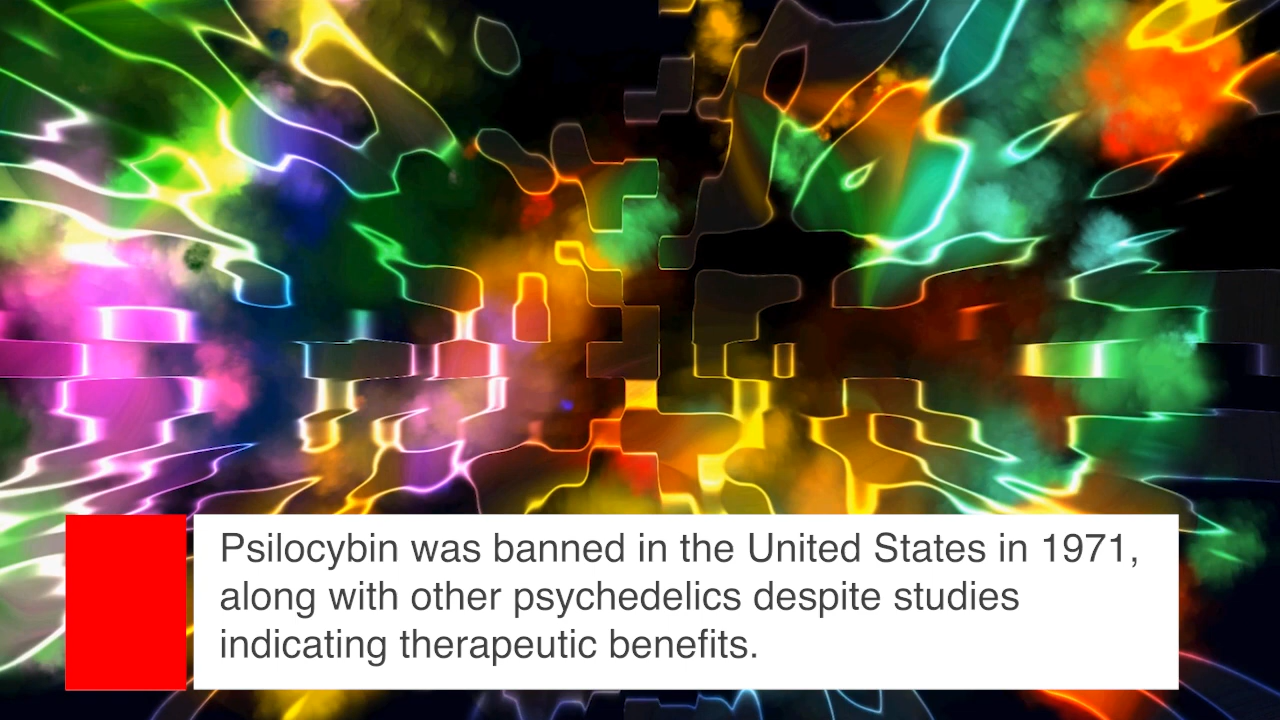 Psilocybin was banned in the United States in 1971,
along with other psychedelics despite studies
indicating therapeutic benefits.